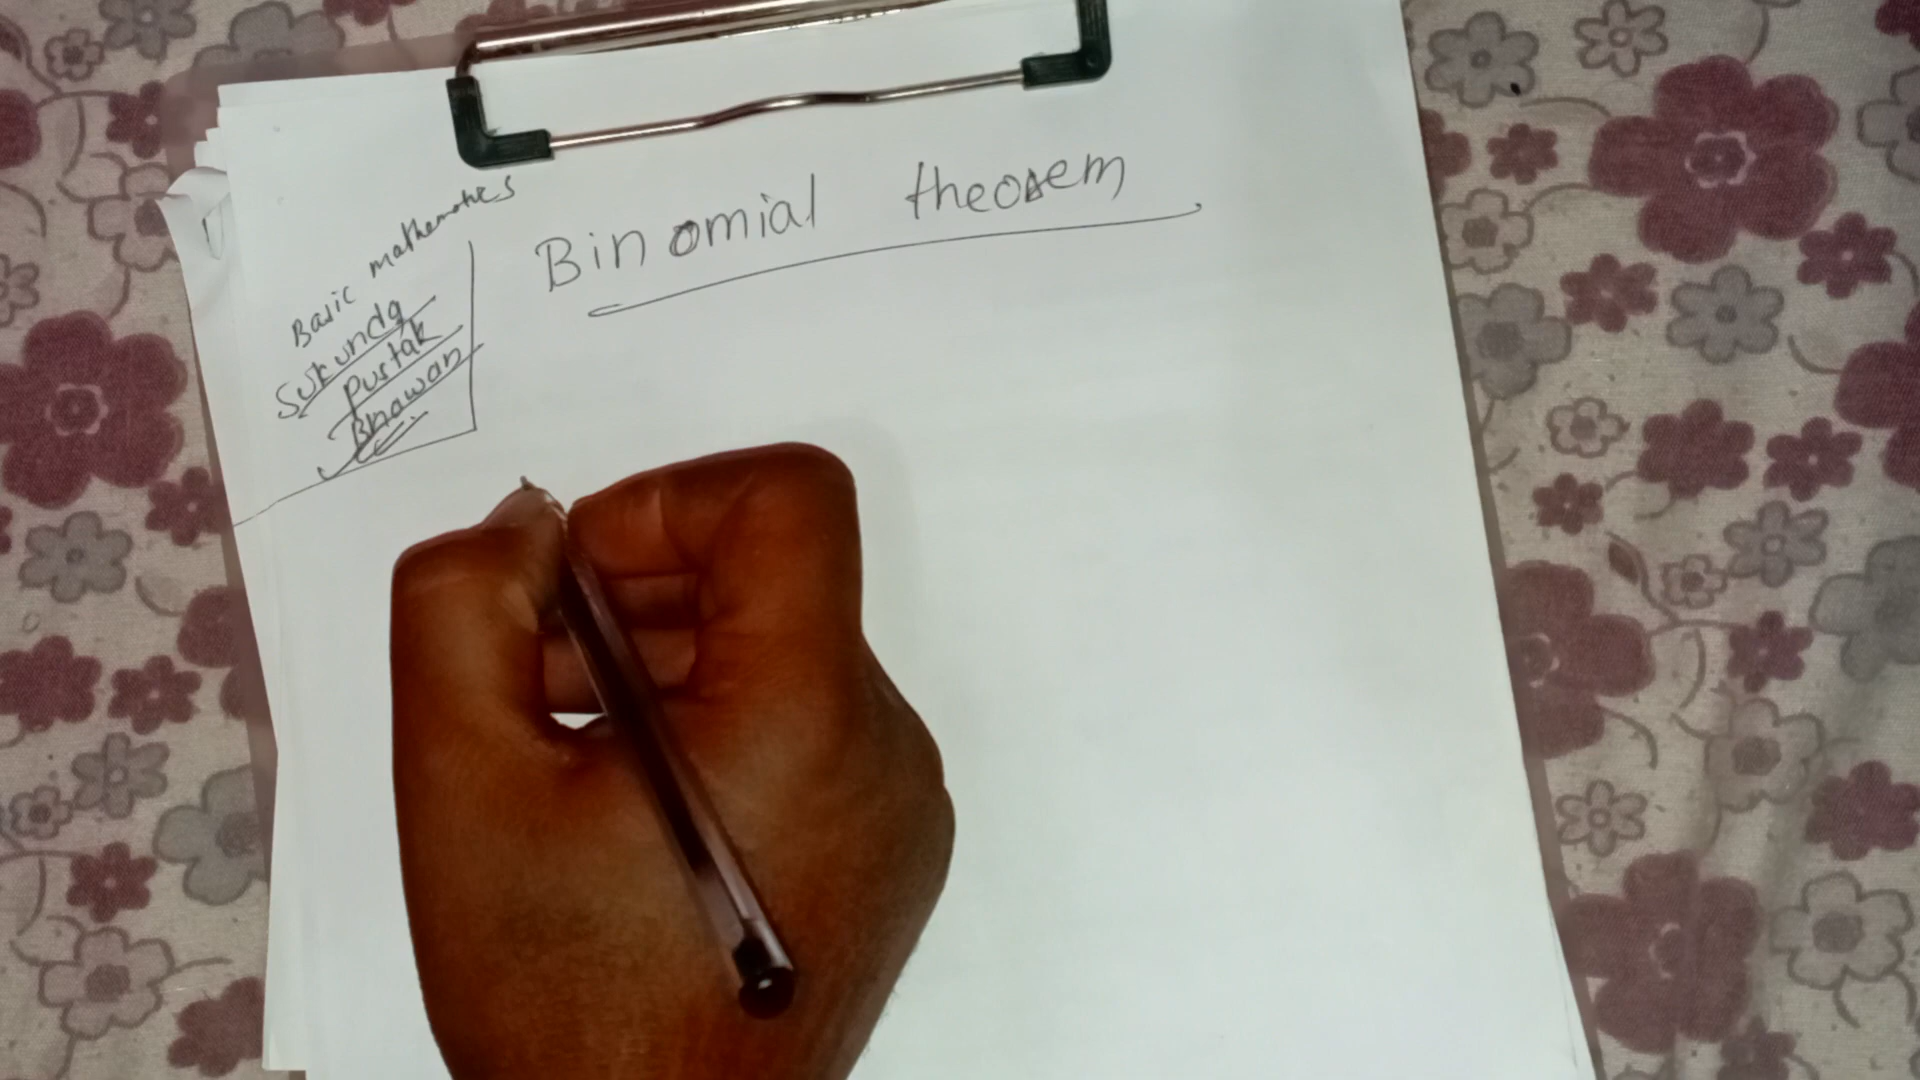 Basic mathematics
Sukunda
Pustak
Bhawan
Binomial theorem